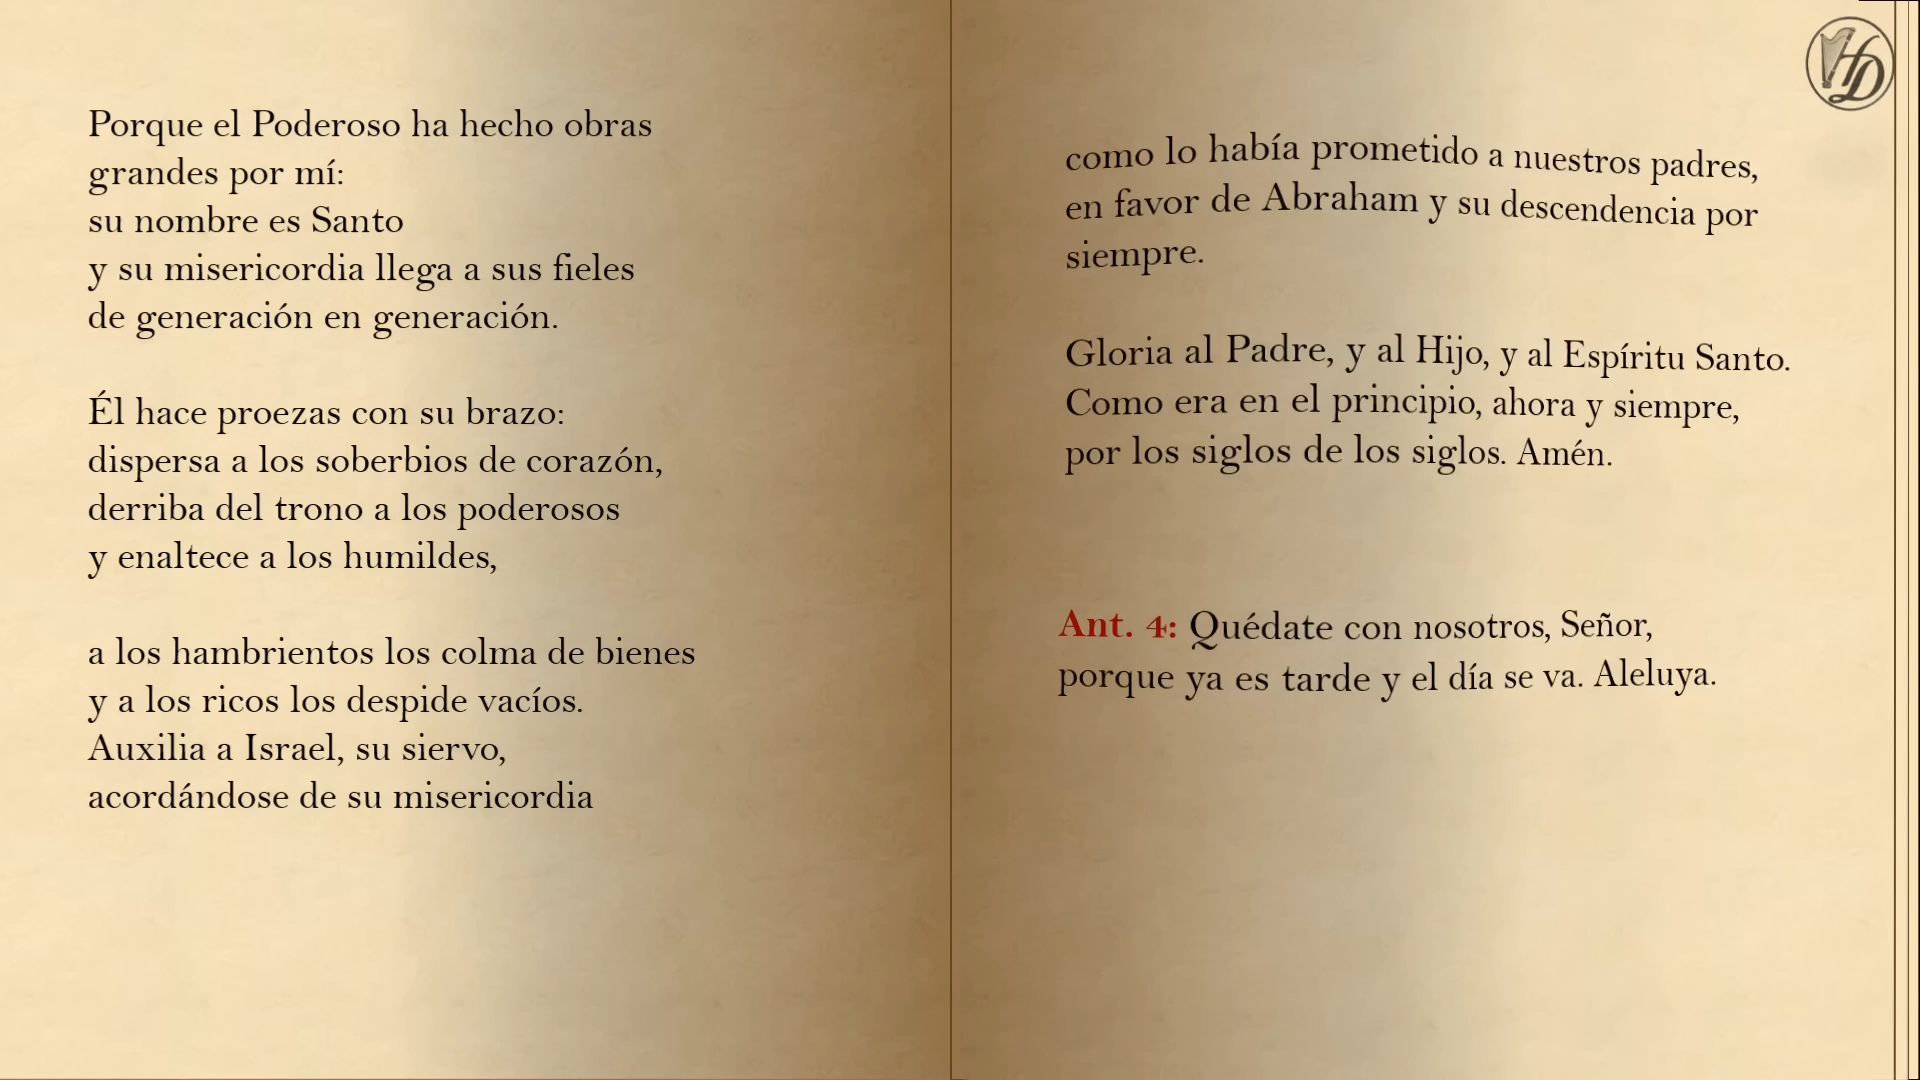 Porque el Poderoso ha hecho obras
grandes por mí:
su nombre es Santo
y su misericordia llega a sus fieles
de generación en generación.
Él hace proezas con su brazo:
dispersa a los soberbios de corazón,
derriba del trono a los poderosos
y enaltece a los humildes,
a los hambrientos los colma de bienes
y a los ricos los despide vacíos.
Auxilia a Israel, su siervo,
acordándose de su misericordia
como lo había prometido a nuestros padres,
en favor de Abraham y su descendencia por
siempre.
Gloria al Padre, y al Hijo, y al Espíritu Santo.
Como era en el principio, ahora y siempre,
por los siglos de los siglos. Amén.
Ant. 4: Quédate con nosotros, Señor,
porque ya es tarde y el día se va. Aleluya.
HD